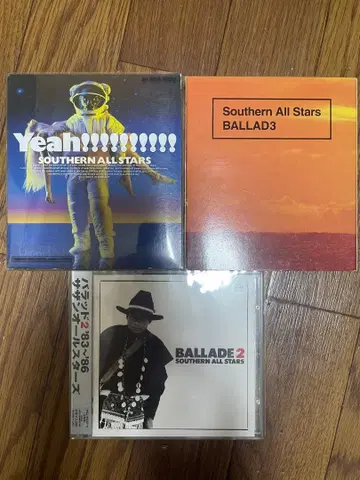 Yeah!!!!!!!!!!
SOUTHERN ALL STARS
Southern All Stars
BALLAD3
バラッド2 '83~'86
サザンオールスターズ
BALLADE 2
SOUTHERN ALL STARS